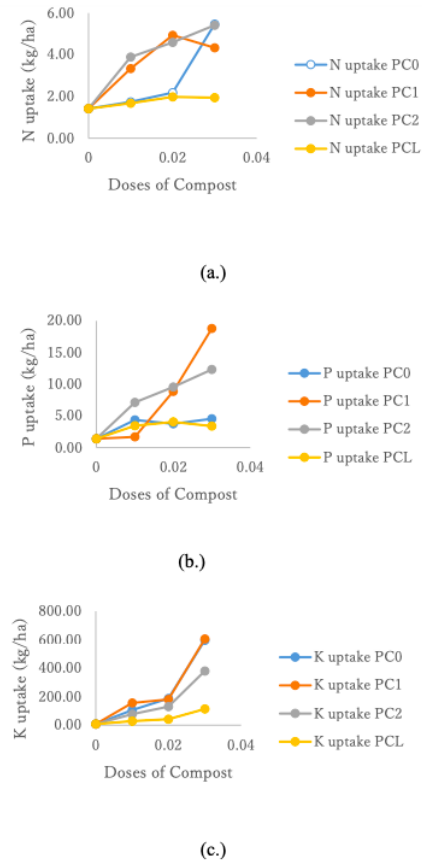 N uptake (kg/ha)
6.00
4.00
2.00
0.00
0
0.02
0.04
Doses of Compost
N uptake PC0
N uptake PC1
N uptake PC2
N uptake PCL
(a.)
P uptake (kg/ha)
20.00
15.00
10.00
5.00
0.00
0
0.02
0.04
Doses of Compost
P uptake PC0
P uptake PC1
P uptake PC2
P uptake PCL
(b.)
K uptake (kg/ha)
800.00
600.00
400.00
200.00
0.00
0
0.02
0.04
Doses of Compost
K uptake PC0
K uptake PC1
K uptake PC2
K uptake PCL
(c.)